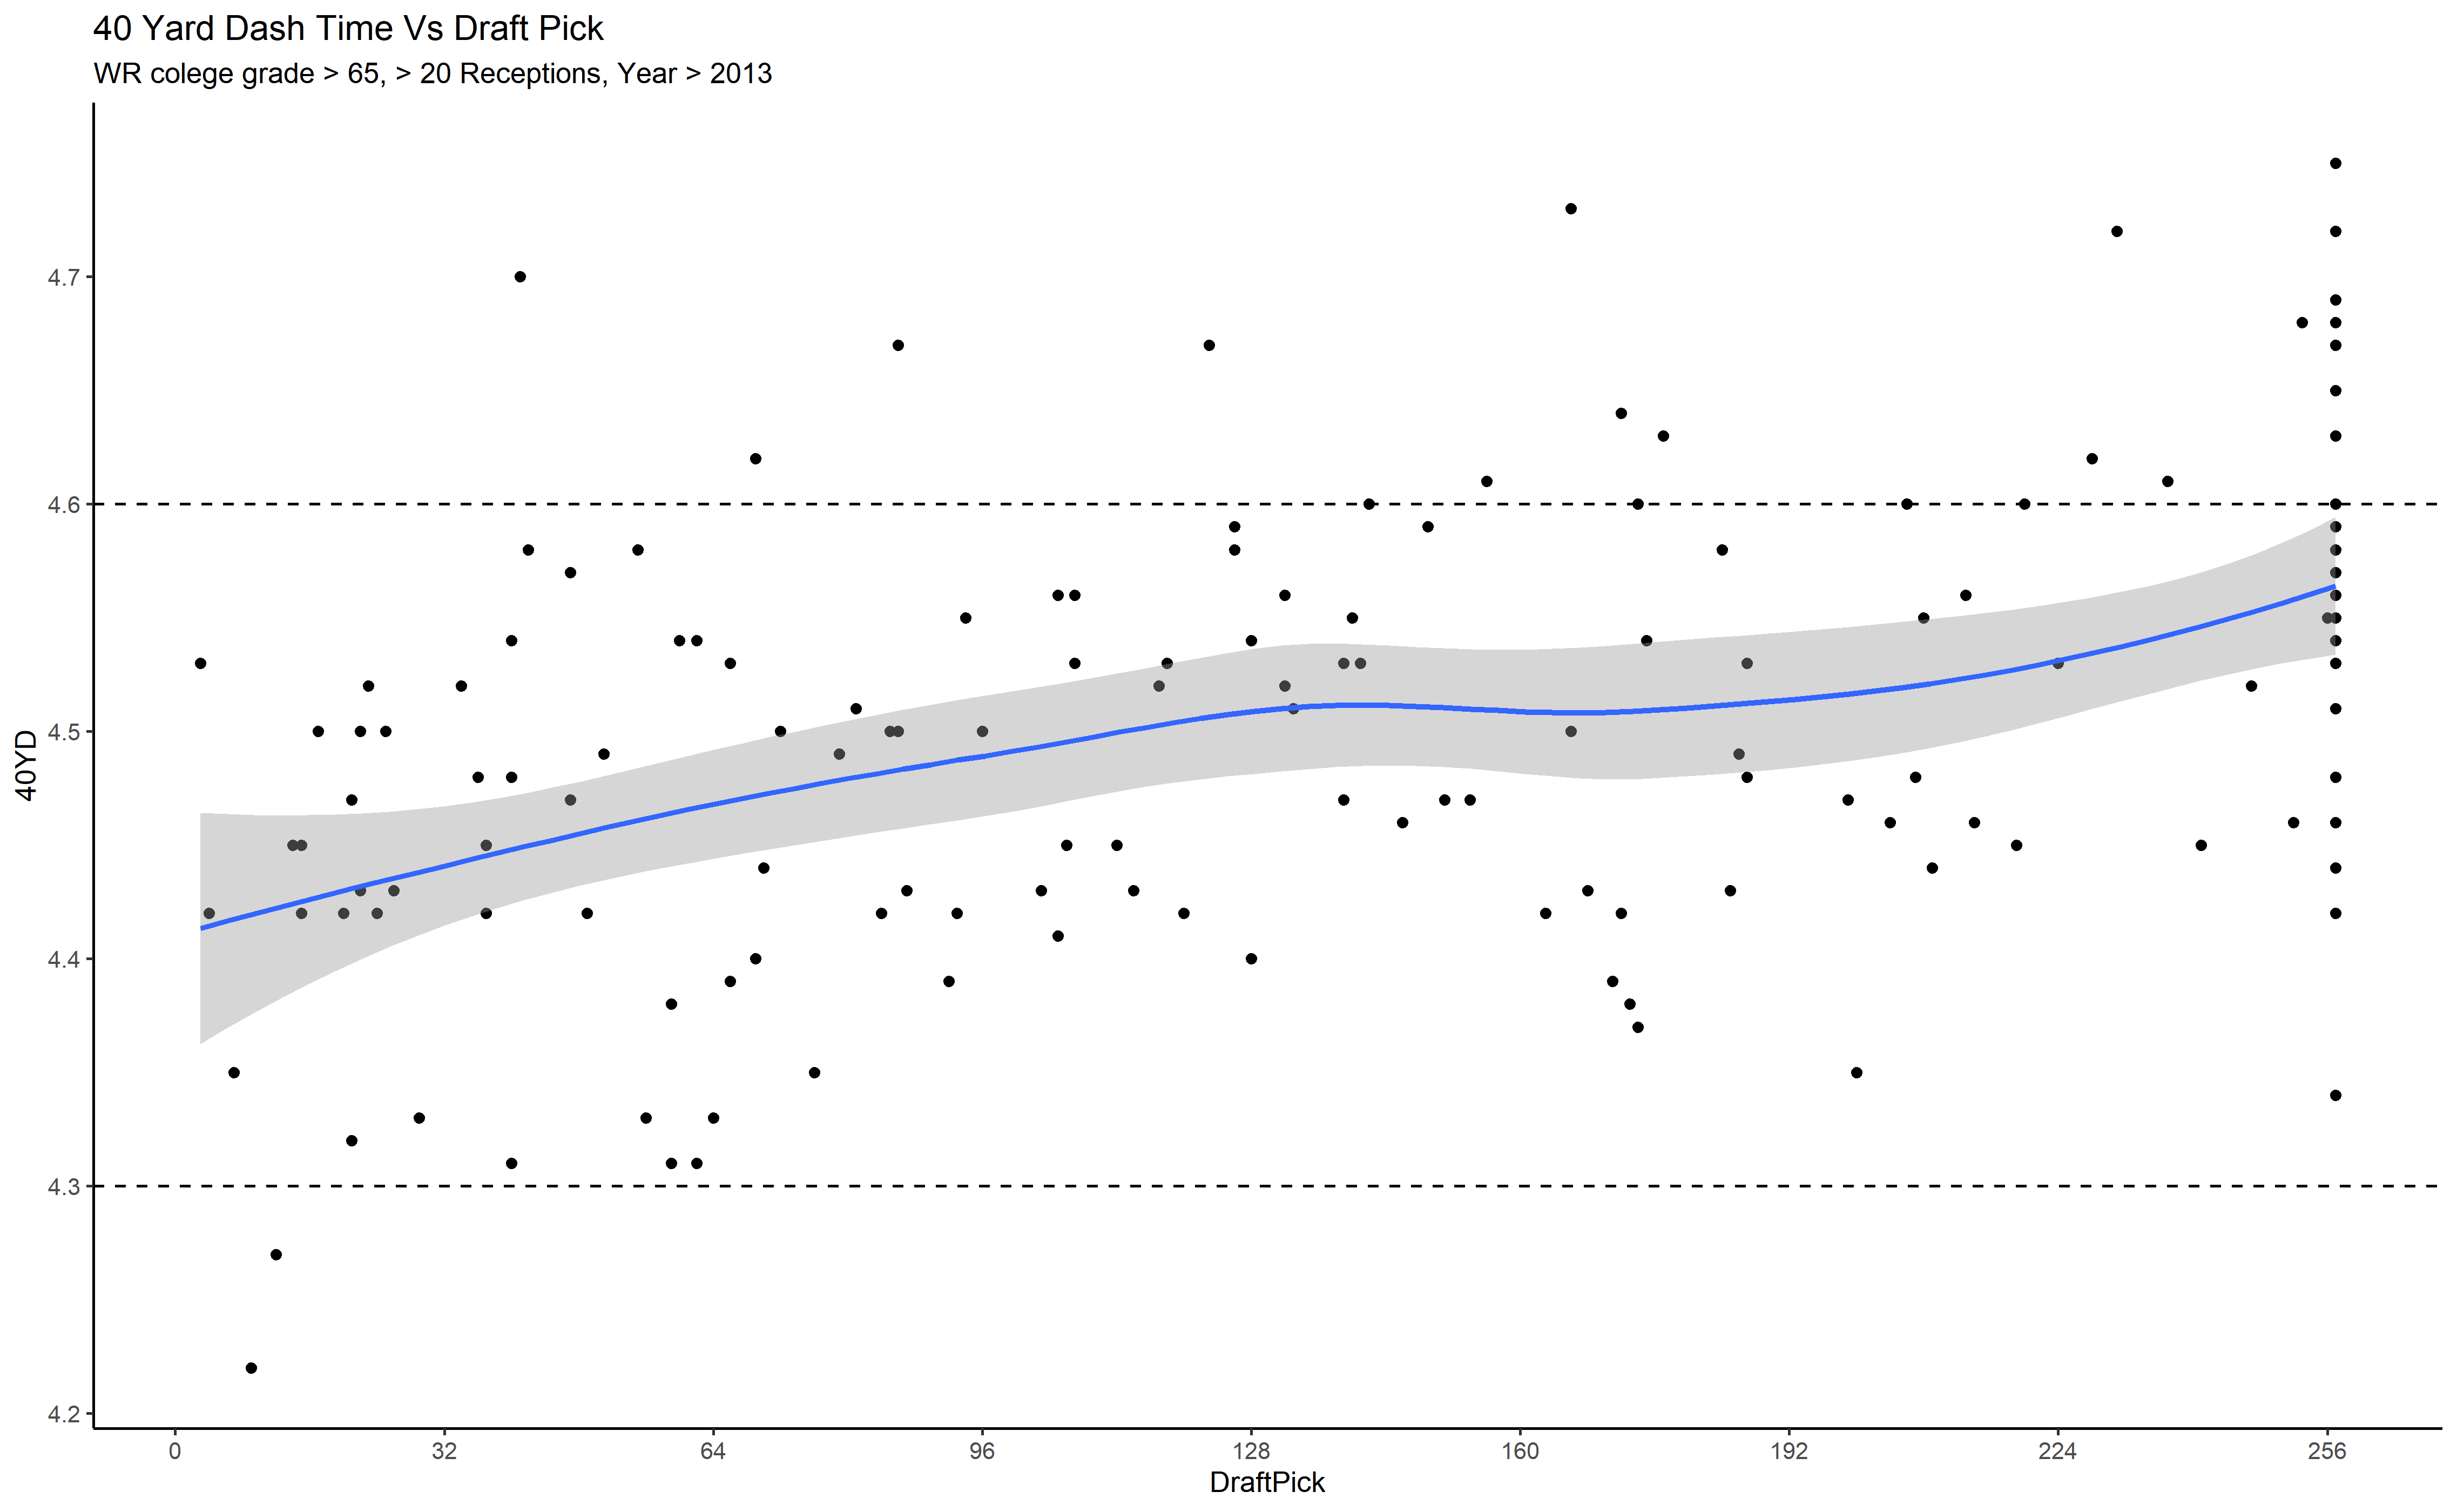 40 Yard Dash Time Vs Draft Pick
WR colege grade > 65, > 20 Receptions, Year > 2013
40YD
4.7
4.6
4.5
4.4
4.3
4.2
0 32 64 96 128 160 192 224 256
DraftPick